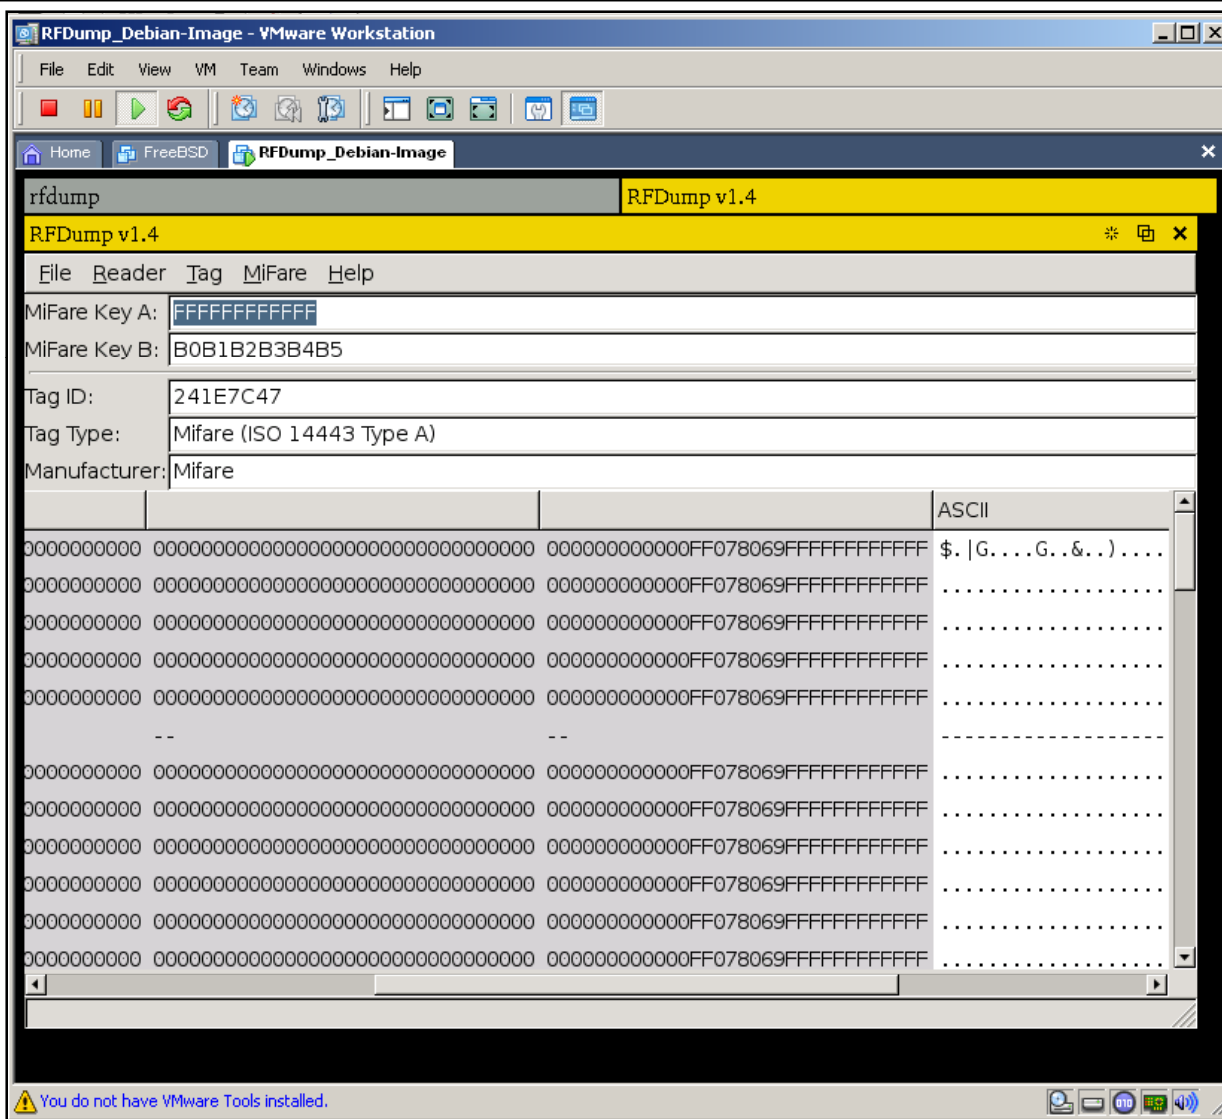 RFDump_Debian-Image - VMware Workstation
File Edit View VM Team Windows Help
Home FreeBSD RFDump_Debian-Image
rfdump RFDump v1.4
RFDump v1.4
File Reader Tag MiFare Help
MiFare Key A: FFFFFFFFFFFF
MiFare Key B: B0B1B2B3B4B5
Tag ID: 241E7C47
Tag Type: Mifare (ISO 14443 Type A)
Manufacturer: Mifare
ASCII
0000000000 00000000000000000000000000000000 000000000000FF078069FFFFFFFFFFFF $.|G....G..&..)....
0000000000 00000000000000000000000000000000 000000000000FF078069FFFFFFFFFFFF ...................
0000000000 00000000000000000000000000000000 000000000000FF078069FFFFFFFFFFFF ...................
0000000000 00000000000000000000000000000000 000000000000FF078069FFFFFFFFFFFF ...................
0000000000 00000000000000000000000000000000 000000000000FF078069FFFFFFFFFFFF ...................
-- -- -------------------
0000000000 00000000000000000000000000000000 000000000000FF078069FFFFFFFFFFFF ...................
0000000000 00000000000000000000000000000000 000000000000FF078069FFFFFFFFFFFF ...................
0000000000 00000000000000000000000000000000 000000000000FF078069FFFFFFFFFFFF ...................
0000000000 00000000000000000000000000000000 000000000000FF078069FFFFFFFFFFFF ...................
0000000000 00000000000000000000000000000000 000000000000FF078069FFFFFFFFFFFF ...................
0000000000 00000000000000000000000000000000 000000000000FF078069FFFFFFFFFFFF ...................
You do not have VMware Tools installed.